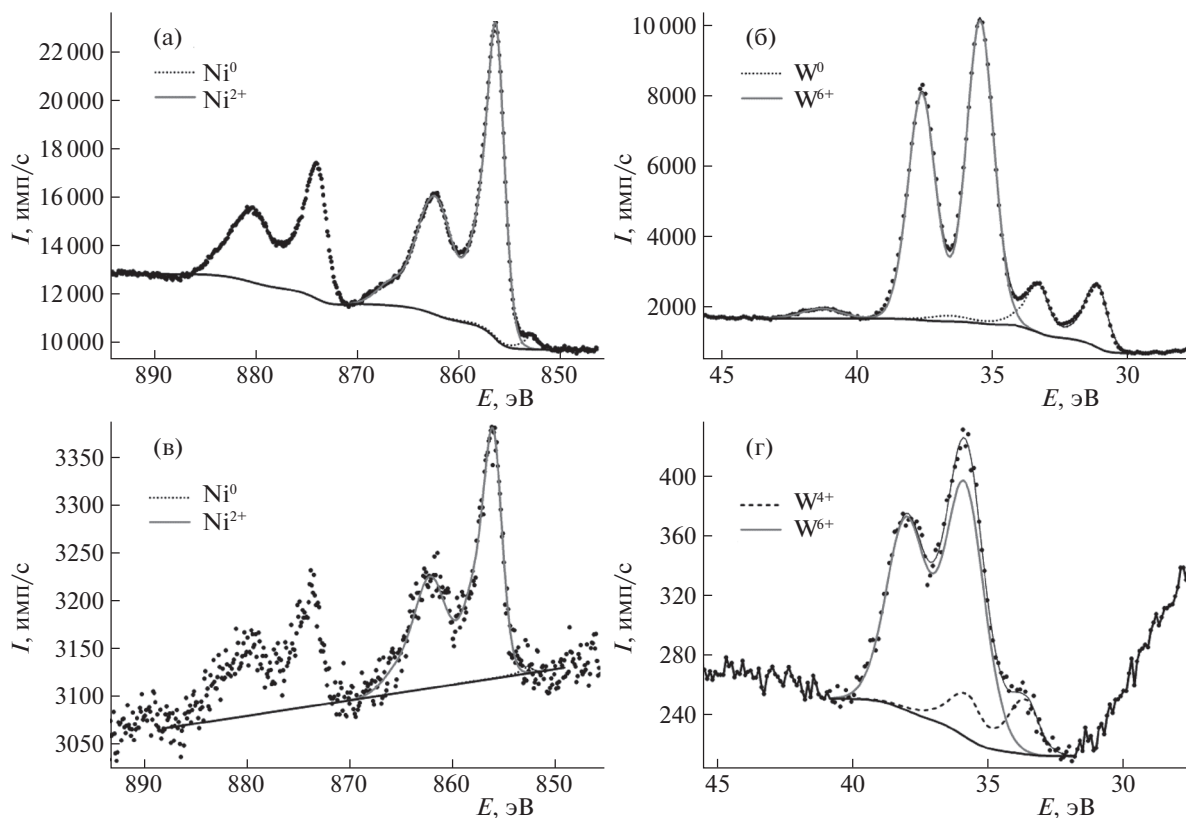 (а)
Ni⁰
Ni²⁺
I, имп/с
22 000
20 000
18 000
16 000
14 000
12 000
10 000
890
880
870
860
850
E, эВ
(б)
W⁰
W⁶⁺
I, имп/с
10 000
8000
6000
4000
2000
45
40
35
30
E, эВ
(в)
Ni⁰
Ni²⁺
I, имп/с
3350
3300
3250
3200
3150
3100
3050
890
880
870
860
850
E, эВ
(г)
W⁴⁺
W⁶⁺
I, имп/с
400
360
320
280
240
45
40
35
30
E, эВ